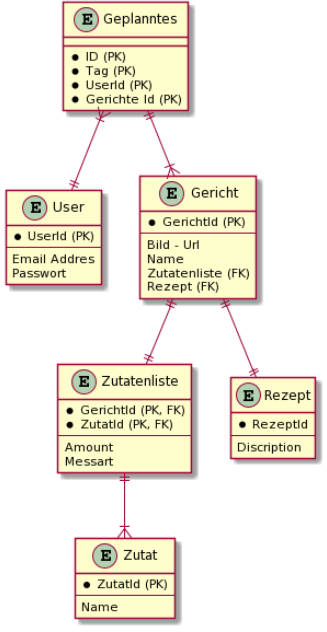 E Geplanntes
ID (PK)
Tag (PK)
UserId (PK)
Gerichte Id (PK)
E User
UserId (PK)
Email Addres
Passwort
E Gericht
GerichtId (PK)
Bild - Url
Name
Zutatenliste (FK)
Rezept (FK)
E Zutatenliste
GerichtId (PK, FK)
ZutatId (PK, FK)
Amount
Messart
E Rezept
RezeptId
Discription
E Zutat
ZutatId (PK)
Name